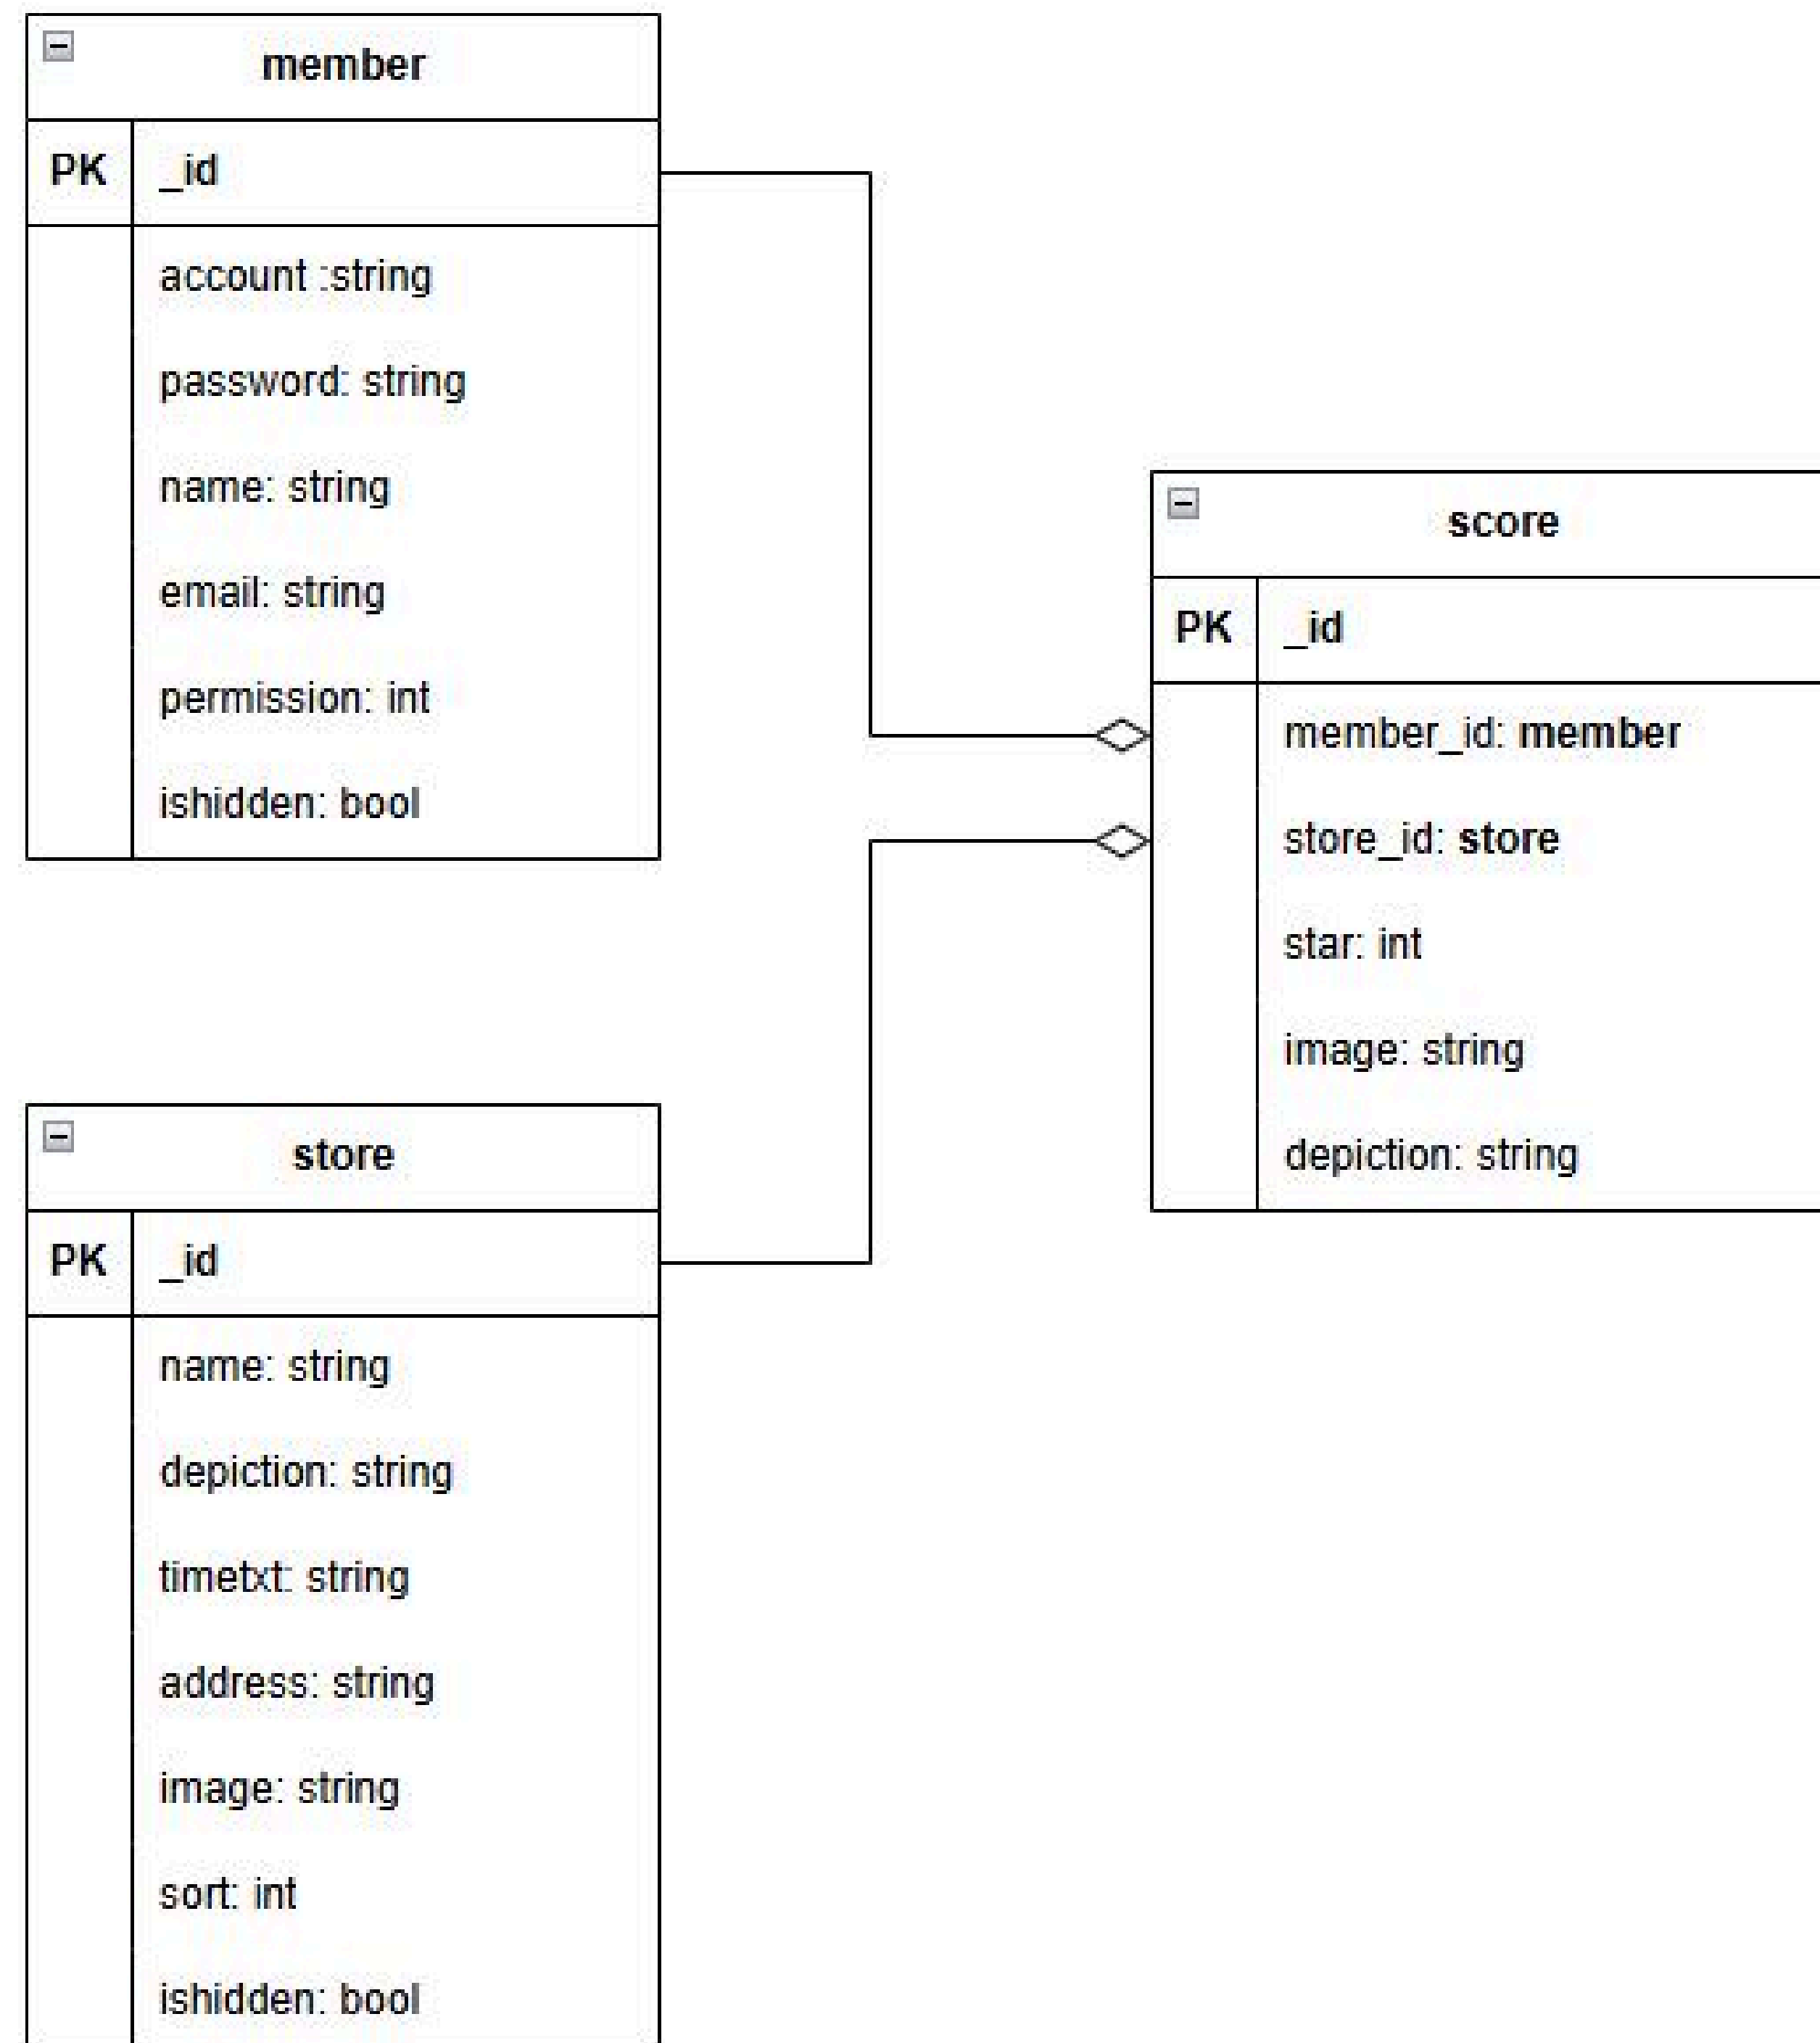 member
PK _id
account :string
password: string
name: string
email: string
permission: int
ishidden: bool
score
PK _id
member_id: member
store_id: store
star: int
image: string
depiction: string
store
PK _id
name: string
depiction: string
timetxt: string
address: string
image: string
sort: int
ishidden: bool